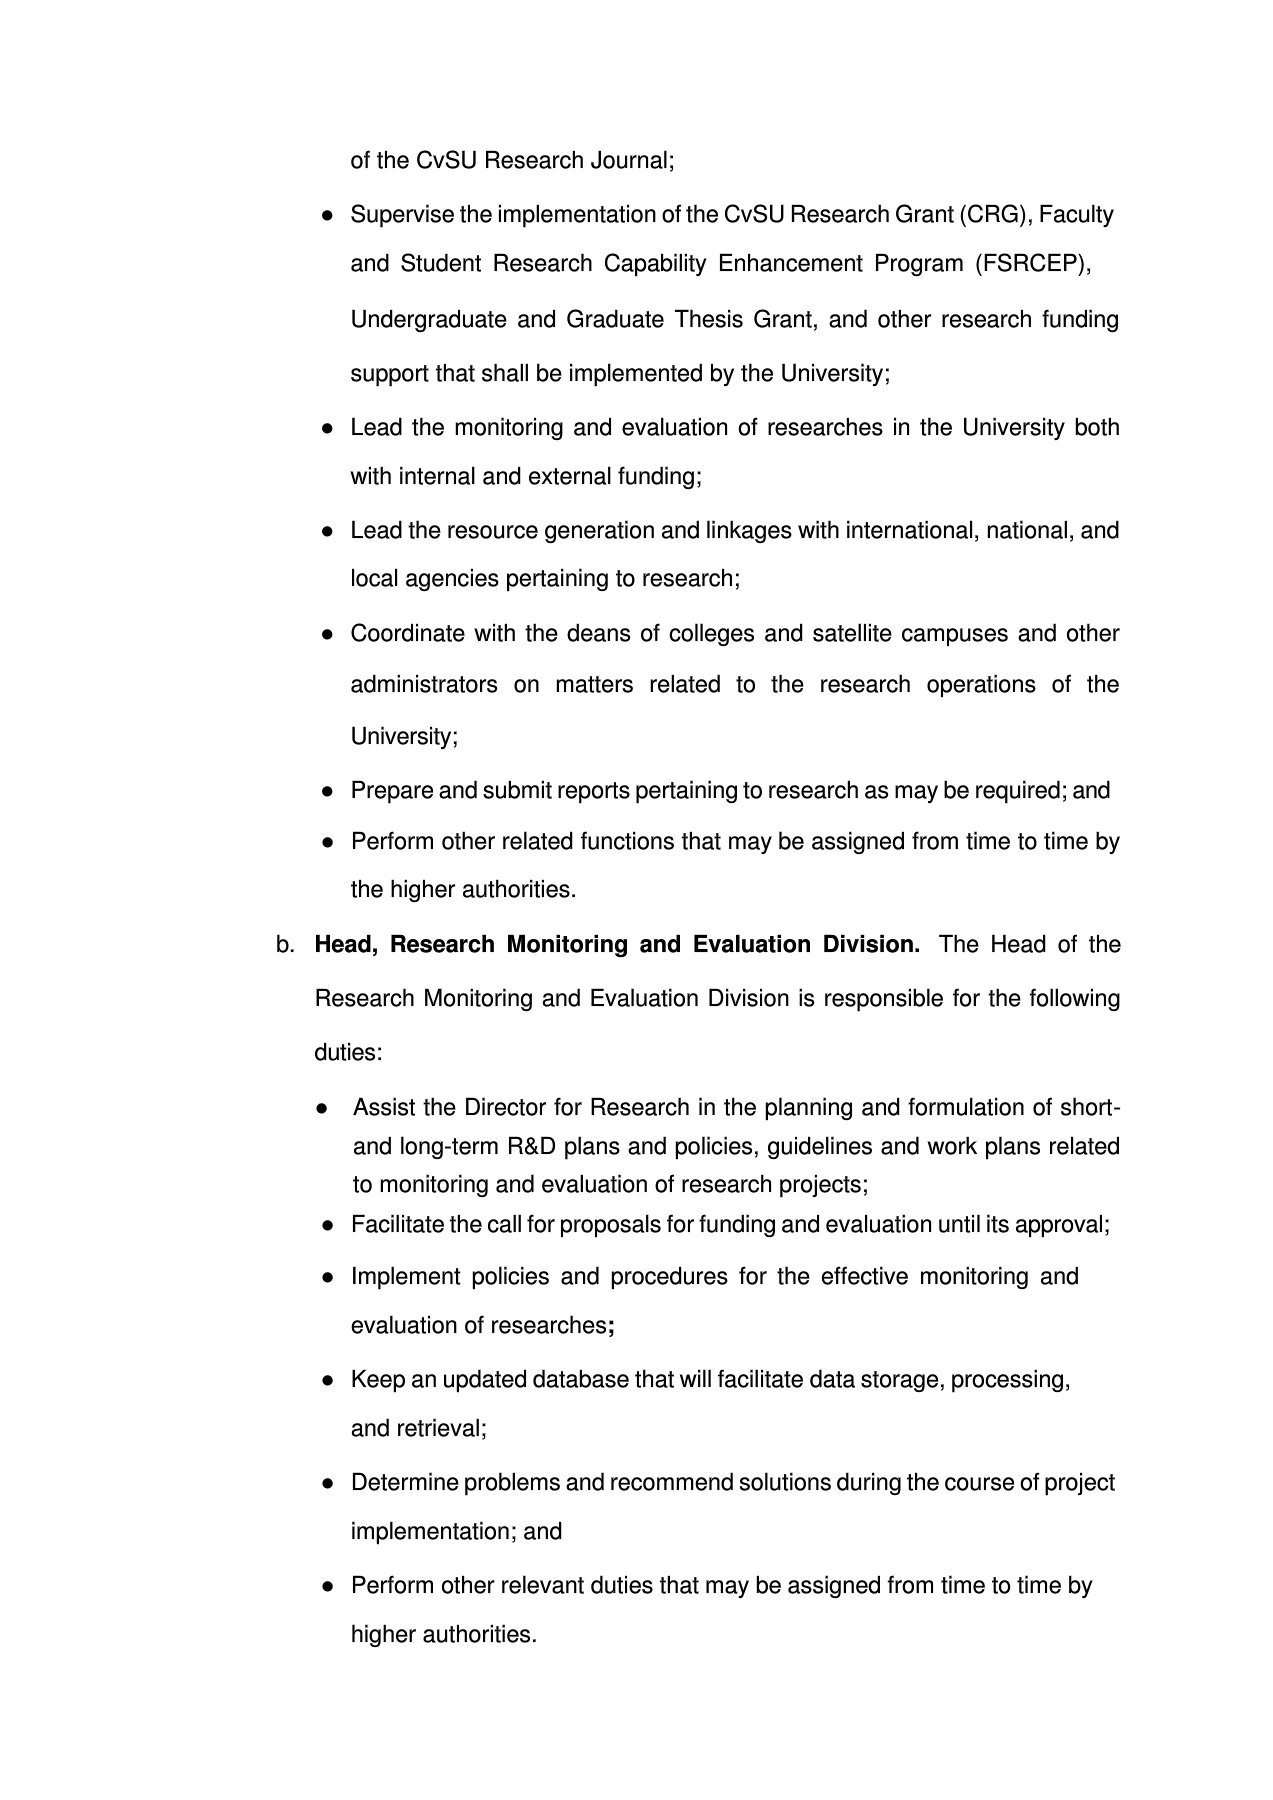 of the CvSU Research Journal;
● Supervise the implementation of the CvSU Research Grant (CRG), Faculty
and Student Research Capability Enhancement Program (FSRCEP),
Undergraduate and Graduate Thesis Grant, and other research funding
support that shall be implemented by the University;
● Lead the monitoring and evaluation of researches in the University both
with internal and external funding;
● Lead the resource generation and linkages with international, national, and
local agencies pertaining to research;
● Coordinate with the deans of colleges and satellite campuses and other
administrators on matters related to the research operations of the
University;
● Prepare and submit reports pertaining to research as may be required; and
● Perform other related functions that may be assigned from time to time by
the higher authorities.
b. Head, Research Monitoring and Evaluation Division. The Head of the
Research Monitoring and Evaluation Division is responsible for the following
duties:
● Assist the Director for Research in the planning and formulation of short-
and long-term R&D plans and policies, guidelines and work plans related
to monitoring and evaluation of research projects;
● Facilitate the call for proposals for funding and evaluation until its approval;
● Implement policies and procedures for the effective monitoring and
evaluation of researches;
● Keep an updated database that will facilitate data storage, processing,
and retrieval;
● Determine problems and recommend solutions during the course of project
implementation; and
● Perform other relevant duties that may be assigned from time to time by
higher authorities.